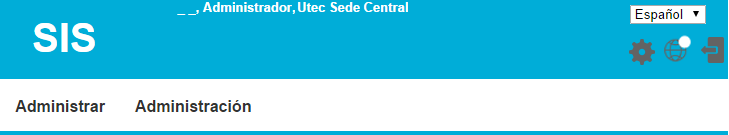 _ _, Administrador, Utec Sede Central
Español
SIS
Administrar Administración